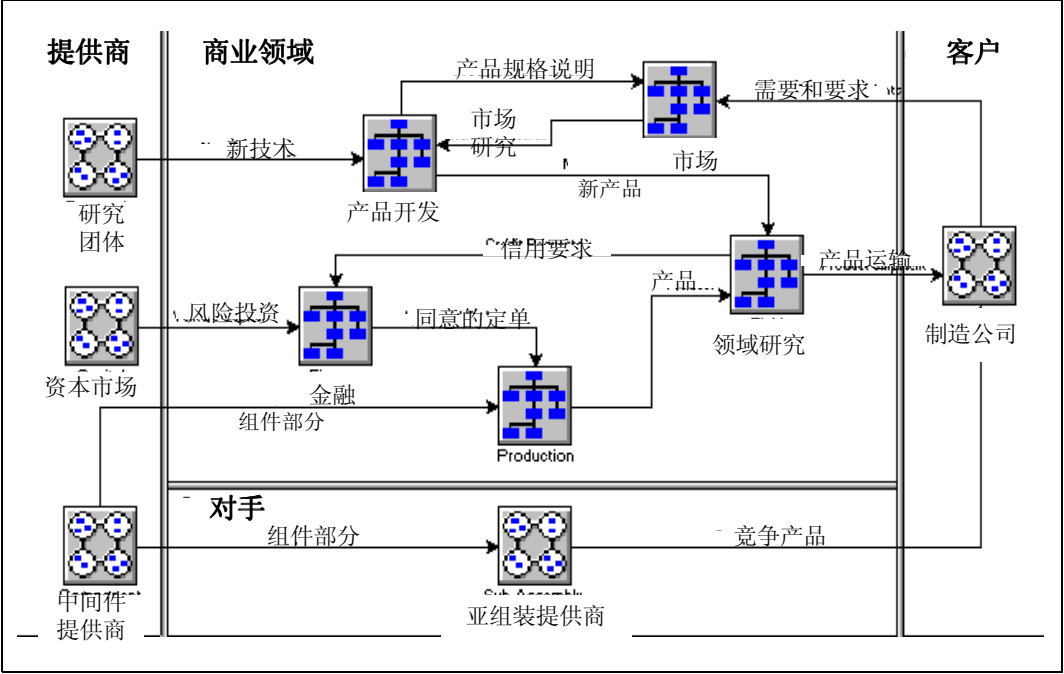 提供商
商业领域
客户
产品规格说明
需要和要求
市场
研究
新技术
市场
新产品
产品开发
研究
团体
信用要求
产品运输
产品
风险投资
同意的定单
领域研究
制造公司
资本市场
金融
组件部分
Production
对手
组件部分
竞争产品
中间件
提供商
亚组装提供商